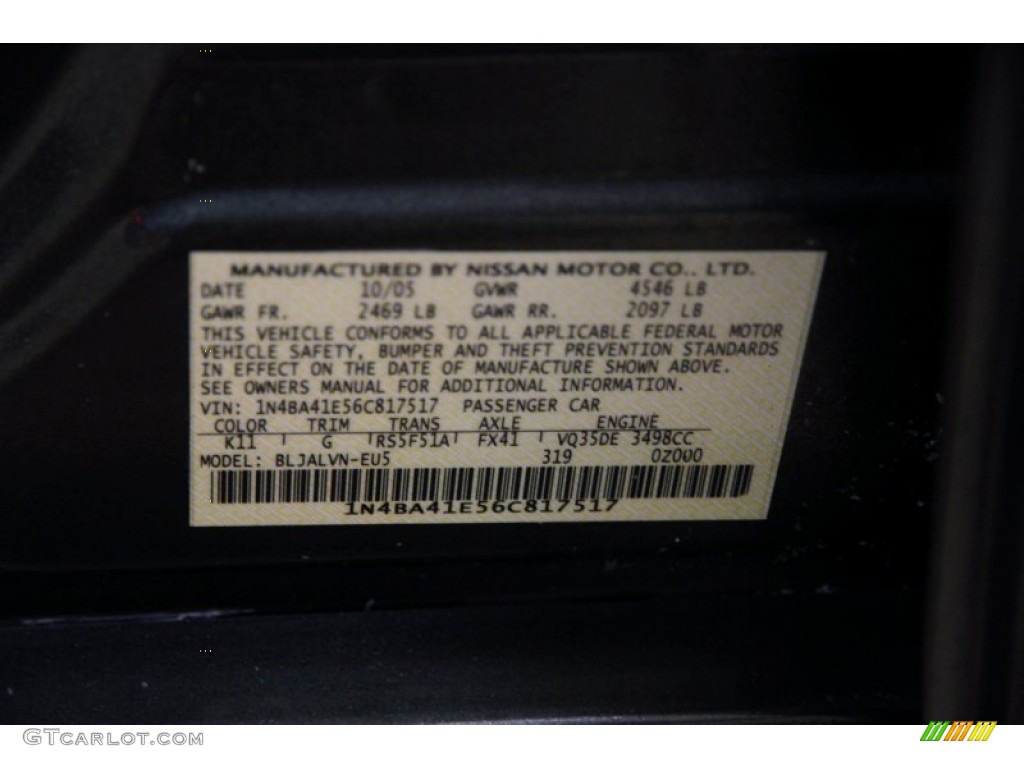 MANUFACTURED BY NISSAN MOTOR CO., LTD.
DATE 10/05 GVWR 4546 LB
GAWR FR. 2469 LB GAWR RR. 2097 LB
THIS VEHICLE CONFORMS TO ALL APPLICABLE FEDERAL MOTOR
VEHICLE SAFETY, BUMPER AND THEFT PREVENTION STANDARDS
IN EFFECT ON THE DATE OF MANUFACTURE SHOWN ABOVE.
SEE OWNERS MANUAL FOR ADDITIONAL INFORMATION.
VIN: 1N4BA41E56C817517 PASSENGER CAR
COLOR TRIM TRANS AXLE ENGINE
K11 G RS5F51A FX41 VQ35DE 3498CC
MODEL: BLJALVN-EU5 319 0Z000
1N4BA41E56C817517
GTCARLOT.COM